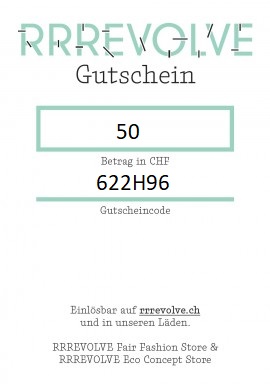 RRREVOLVE
Gutschein
50
Betrag in CHF
622H96
Gutscheincode
Einlösbar auf rrrevolve.ch
und in unseren Läden.
RRREVOLVE Fair Fashion Store &
RRREVOLVE Eco Concept Store